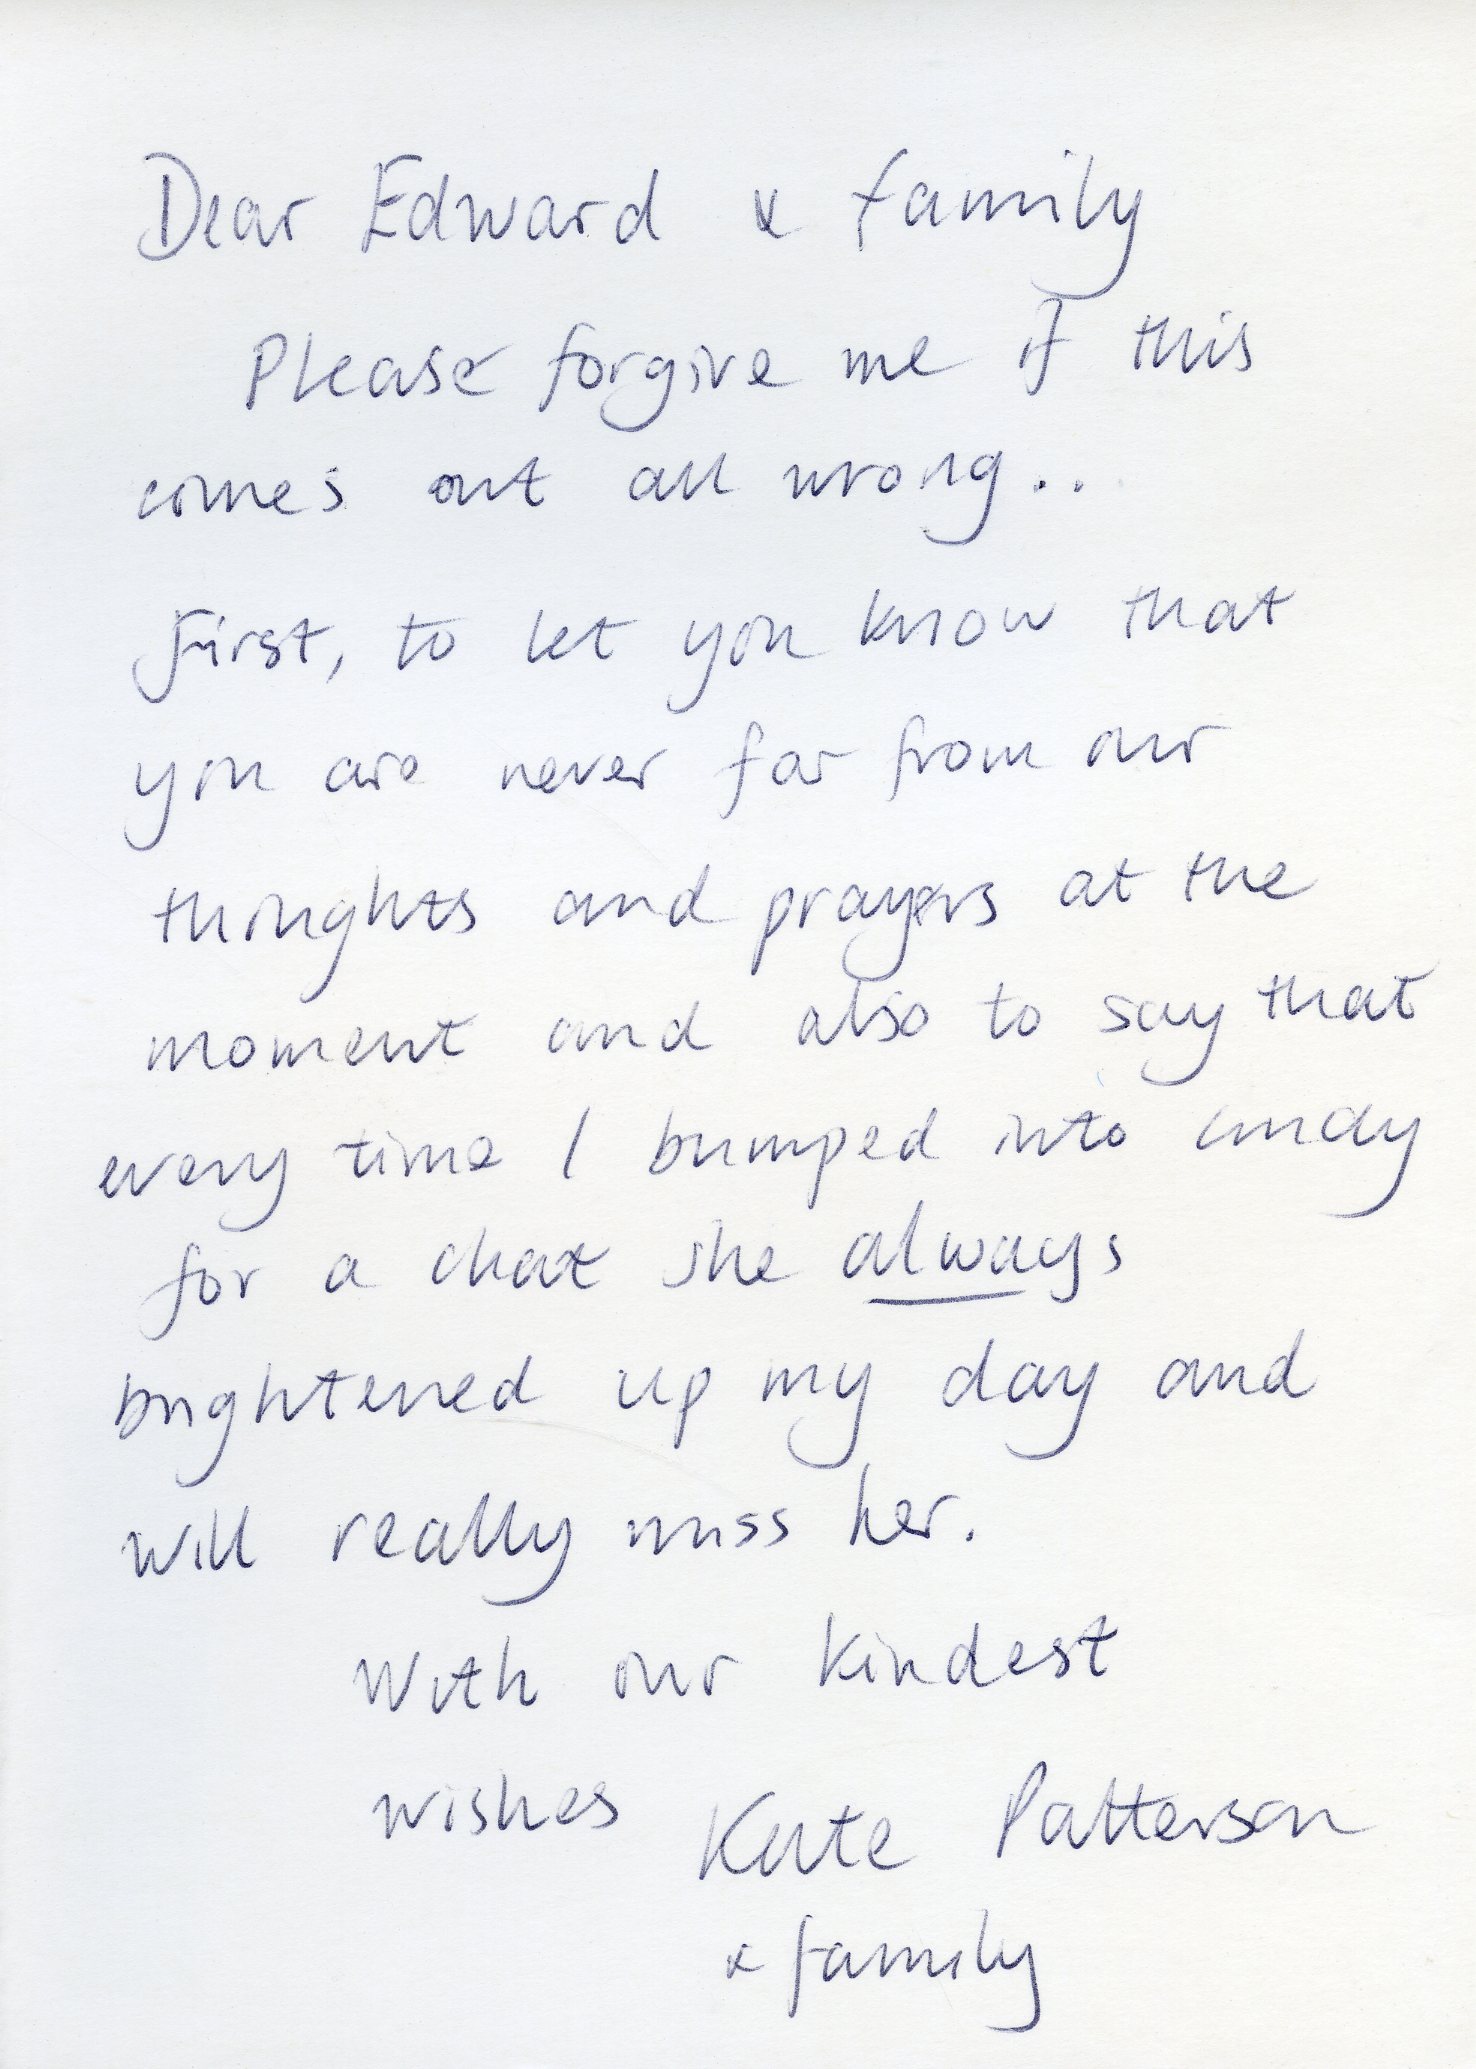 Dear Edward & family
Please forgive me if this
comes out all wrong...
First, to let you know that
you are never far from our
thoughts and prayers at the
moment and also to say that
every time I bumped into Cindy
for a chat she always
brightened up my day and
will really miss her.
With our kindest
wishes Kate Patterson
& family